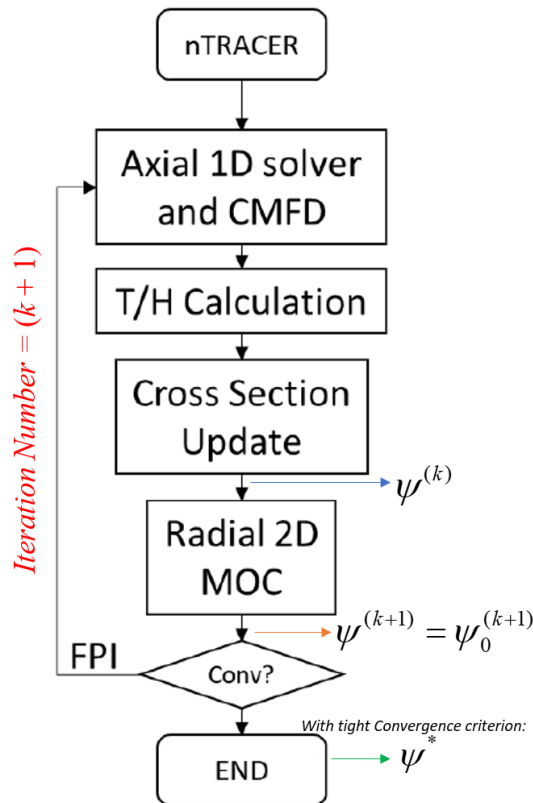 nTRACER
Axial 1D solver
and CMFD
T/H Calculation
Cross Section
Update
Iteration Number = (k + 1)
ψ^(k)
Radial 2D
MOC
ψ^(k+1) = ψ_0^(k+1)
FPI
Conv?
With tight Convergence criterion:
ψ^*
END